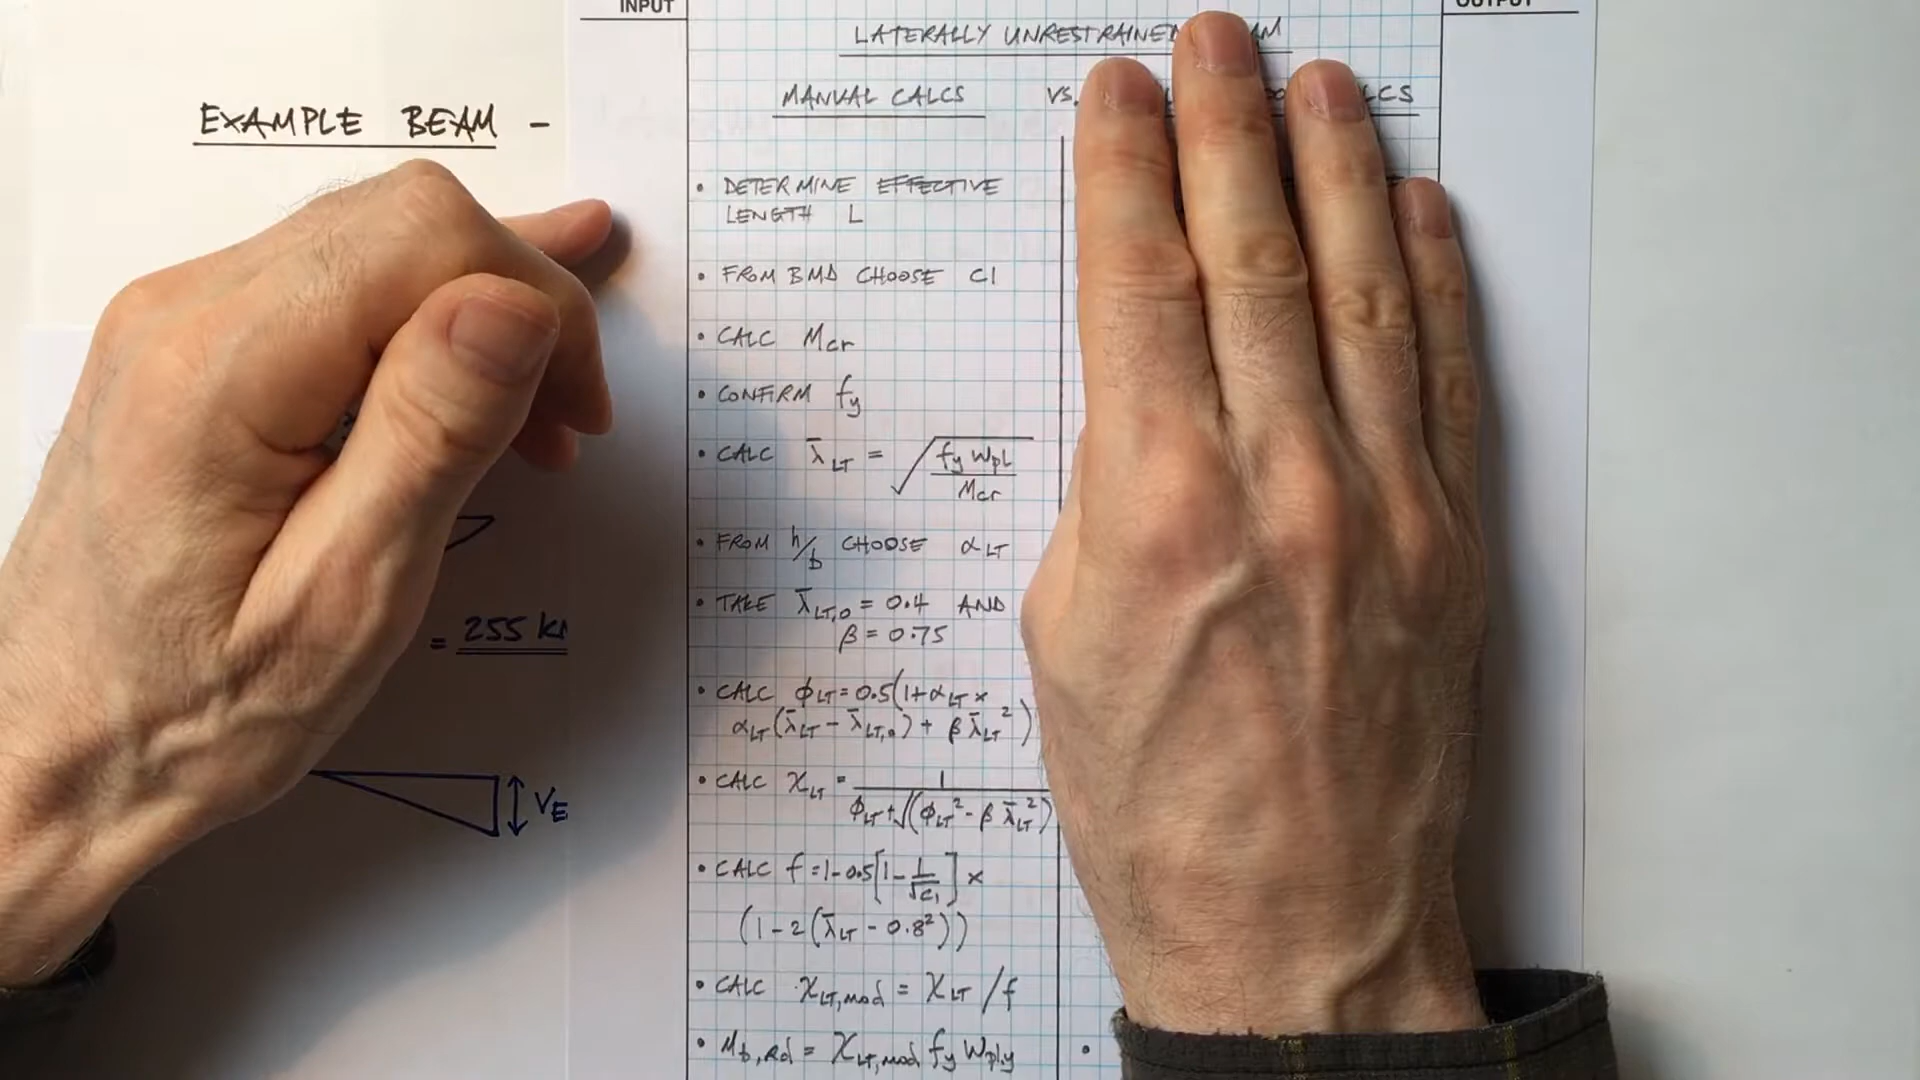 INPUT
OUTPUT
LATERALLY UNRESTRAINED
MANUAL CALCS VS.
EXAMPLE BEAM -
• DETERMINE EFFECTIVE
LENGTH L
• FROM BMD CHOOSE C1
• CALC Mcr
• CONFIRM fy
• CALC λ̄LT = √(fy WpL / Mcr)
• FROM h/b CHOOSE αLT
• TAKE λ̄LT,0 = 0.4 AND
β = 0.75
= 255 k
• CALC ϕLT = 0.5(1+αLT ×
αLT(λ̄LT − λ̄LT,0) + β λ̄LT²)
• CALC χLT = 1 / (ϕLT + √(ϕLT² − β λ̄LT²))
VE
• CALC f = 1 − 0.5[1 − 1/√C1] ×
(1 − 2(λ̄LT − 0.8²))
• CALC χLT,mod = χLT / f
• Mb,Rd = χLT,mod fy Wply